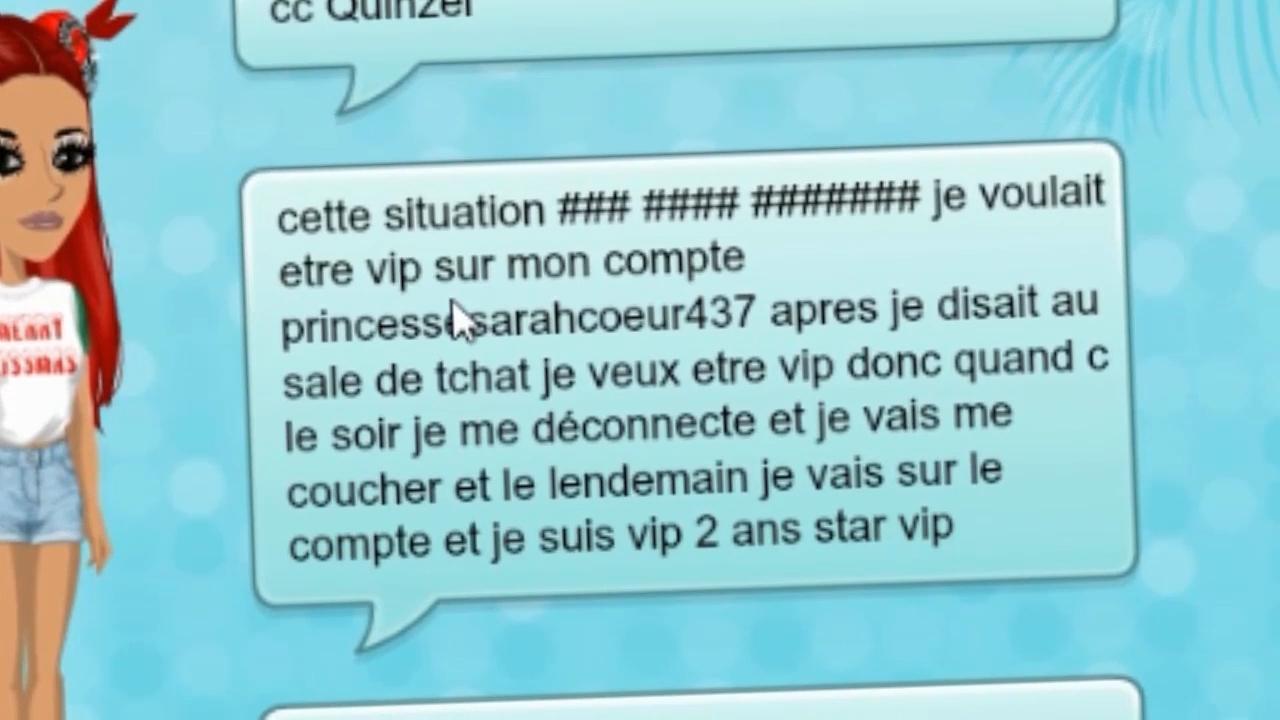 cc Quinzel
cette situation ### #### ####### je voulait
etre vip sur mon compte
princessesarahcoeur437 apres je disait au
sale de tchat je veux etre vip donc quand c
le soir je me déconnecte et je vais me
coucher et le lendemain je vais sur le
compte et je suis vip 2 ans star vip